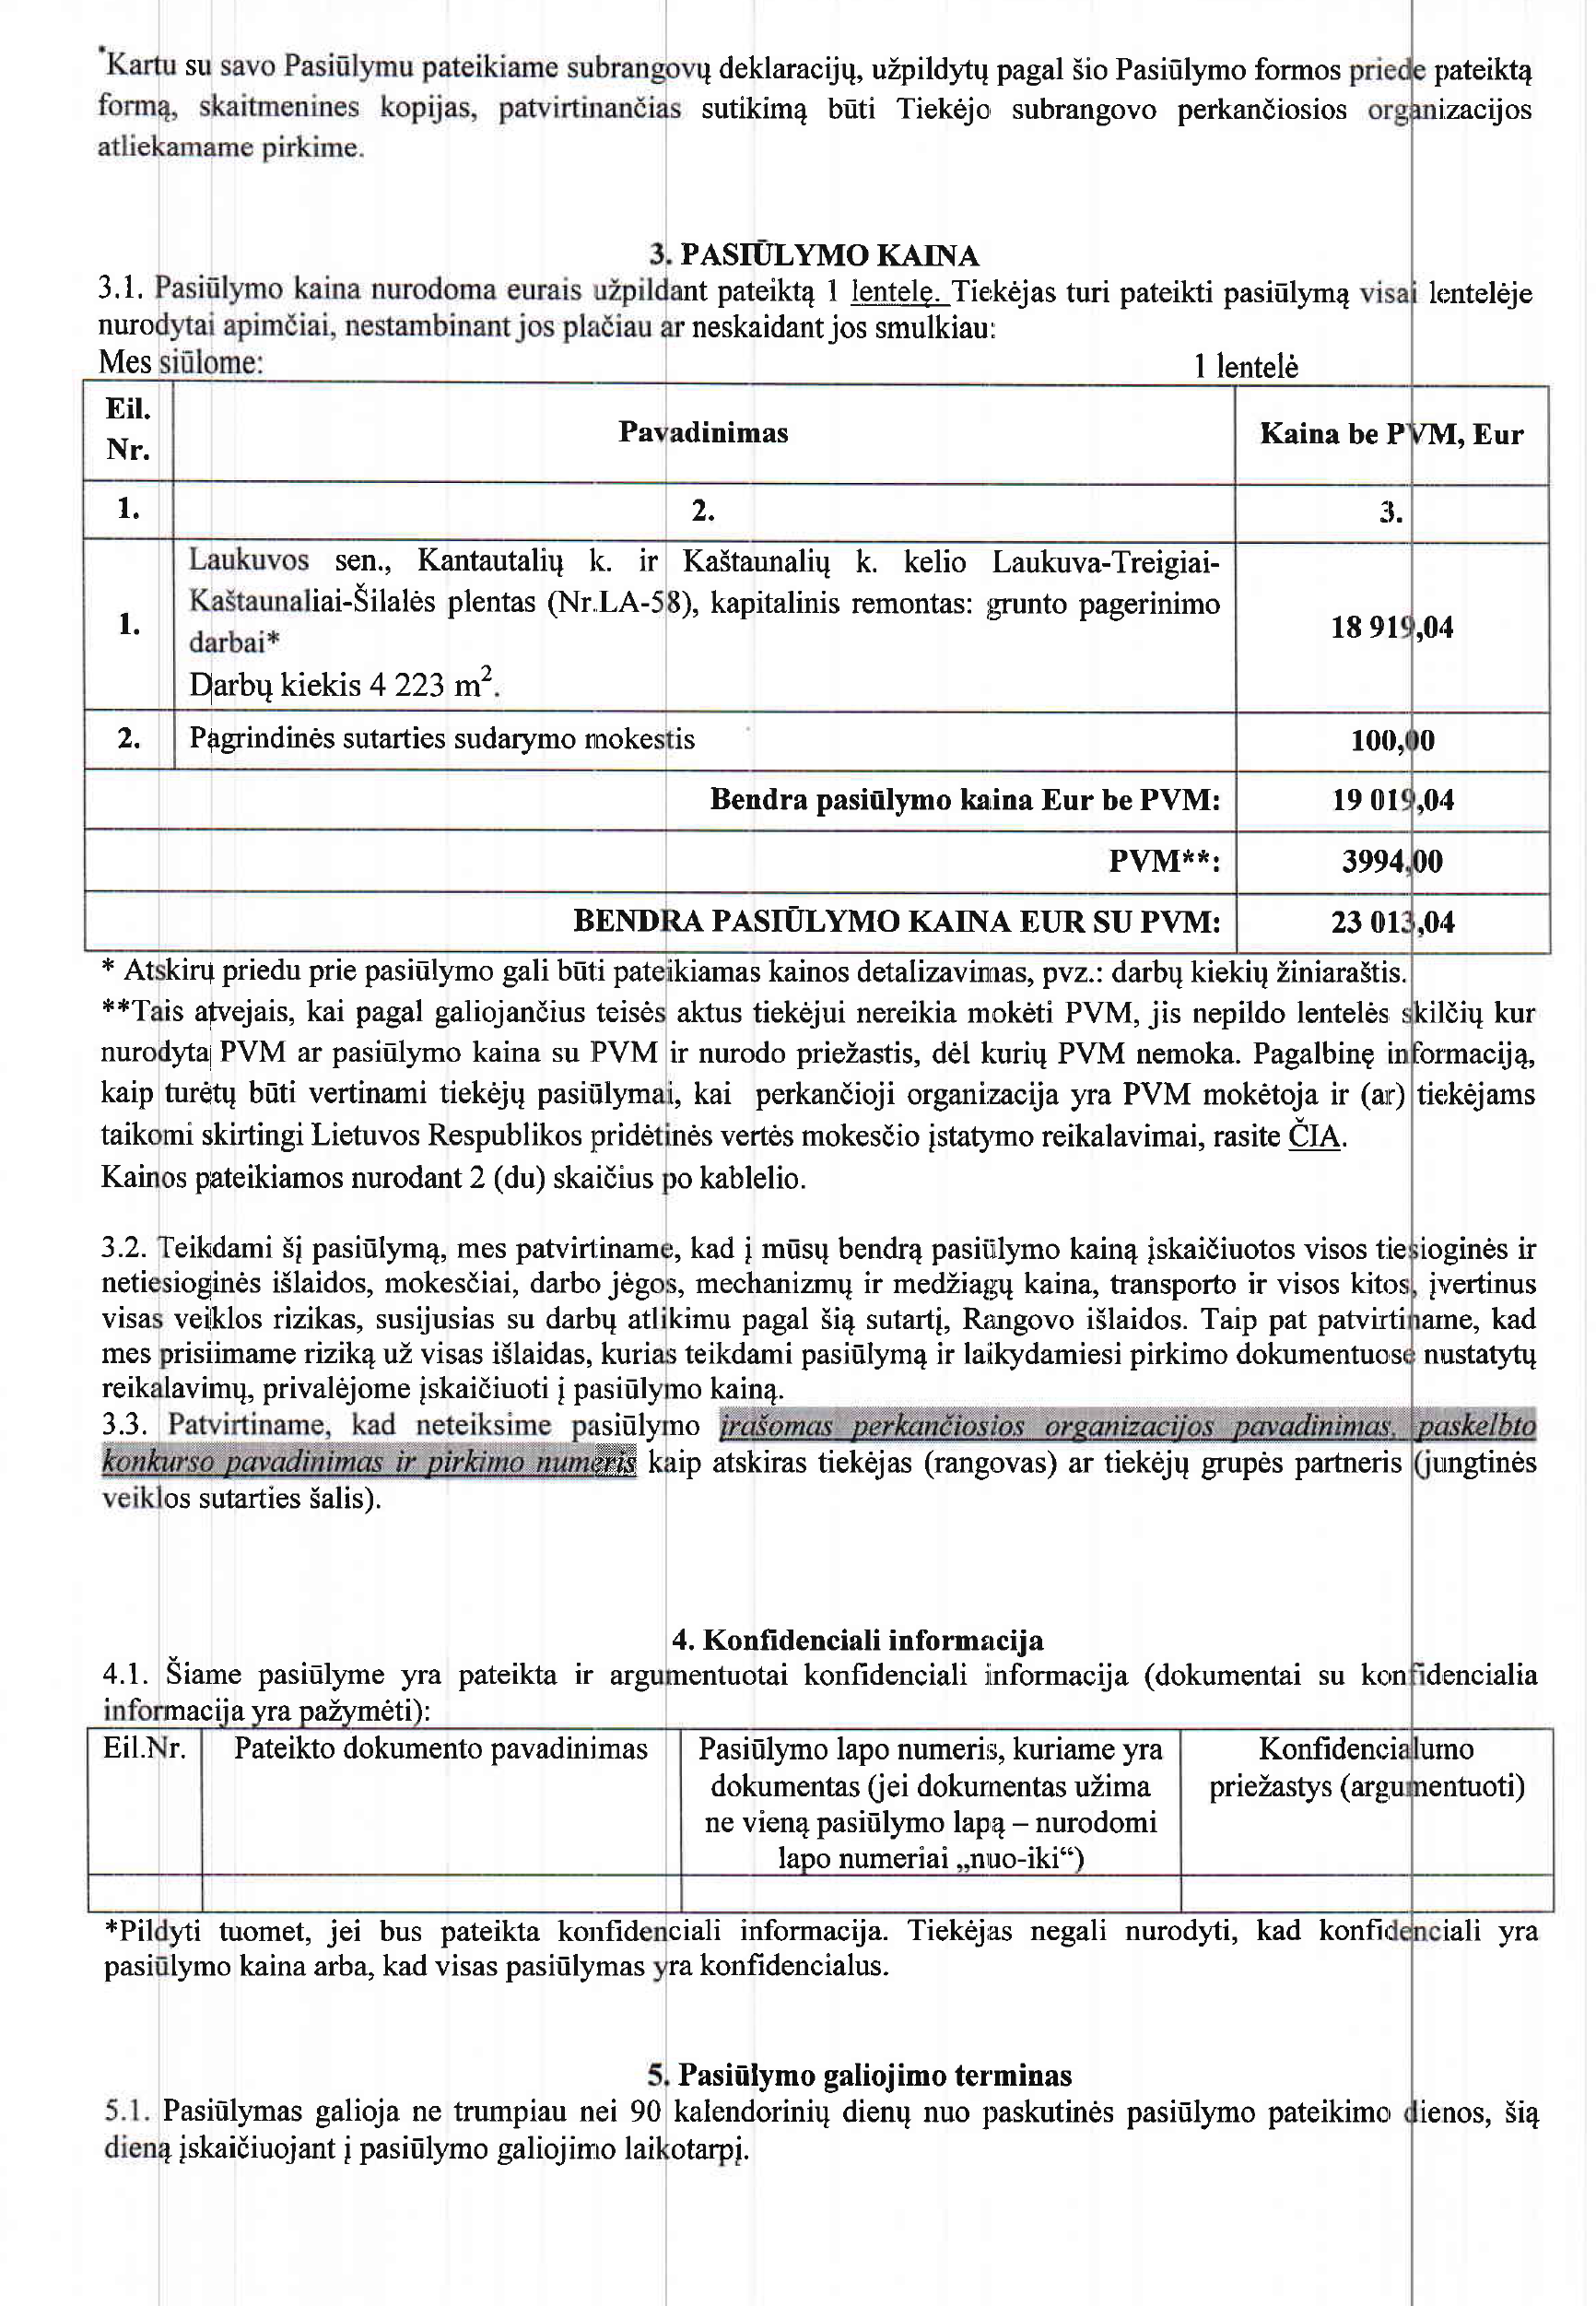 *Kartu su savo Pasiūlymu pateikiame subrangovų deklaracijų, užpildytų pagal šio Pasiūlymo formos priede pateiktą
formą, skaitmenines kopijas, patvirtinančias sutikimą būti Tiekėjo subrangovo perkančiosios organizacijos
atliekamame pirkime.
3. PASIŪLYMO KAINA
3.1. Pasiūlymo kaina nurodoma eurais užpildant pateiktą 1 lentelę. Tiekėjas turi pateikti pasiūlymą visai lentelėje
nurodytai apimčiai, nestambinant jos plačiau ar neskaidant jos smulkiau:
Mes siūlome: 1 lentelė
Eil.
Nr.
Pavadinimas
Kaina be PVM, Eur
1. 2. 3.
1.
Laukuvos sen., Kantautalių k. ir Kaštaunalių k. kelio Laukuva-Treigiai-
Kaštaunaliai-Šilalės plentas (Nr.LA-58), kapitalinis remontas: grunto pagerinimo
darbai*
Darbų kiekis 4 223 m².
18 919,04
2. Pagrindinės sutarties sudarymo mokestis 100,00
Bendra pasiūlymo kaina Eur be PVM: 19 019,04
PVM**: 3994,00
BENDRA PASIŪLYMO KAINA EUR SU PVM: 23 013,04
* Atskiru priedu prie pasiūlymo gali būti pateikiamas kainos detalizavimas, pvz.: darbų kiekių žiniaraštis.
**Tais atvejais, kai pagal galiojančius teisės aktus tiekėjui nereikia mokėti PVM, jis nepildo lentelės skilčių kur
nurodyta PVM ar pasiūlymo kaina su PVM ir nurodo priežastis, dėl kurių PVM nemoka. Pagalbinę informaciją,
kaip turėtų būti vertinami tiekėjų pasiūlymai, kai perkančioji organizacija yra PVM mokėtoja ir (ar) tiekėjams
taikomi skirtingi Lietuvos Respublikos pridėtinės vertės mokesčio įstatymo reikalavimai, rasite ČIA.
Kainos pateikiamos nurodant 2 (du) skaičius po kablelio.
3.2. Teikdami šį pasiūlymą, mes patvirtiname, kad į mūsų bendrą pasiūlymo kainą įskaičiuotos visos tiesioginės ir
netiesioginės išlaidos, mokesčiai, darbo jėgos, mechanizmų ir medžiagų kaina, transporto ir visos kitos, įvertinus
visas veiklos rizikas, susijusias su darbų atlikimu pagal šią sutartį, Rangovo išlaidos. Taip pat patvirtiname, kad
mes prisiimame riziką už visas išlaidas, kurias teikdami pasiūlymą ir laikydamiesi pirkimo dokumentuose nustatytų
reikalavimų, privalėjome įskaičiuoti į pasiūlymo kainą.
3.3. Patvirtiname, kad neteiksime pasiūlymo įrašomas perkančiosios organizacijos pavadinimas, paskelbto
konkurso pavadinimas ir pirkimo numeris kaip atskiras tiekėjas (rangovas) ar tiekėjų grupės partneris (jungtinės
veiklos sutarties šalis).
4. Konfidenciali informacija
4.1. Šiame pasiūlyme yra pateikta ir argumentuotai konfidenciali informacija (dokumentai su konfidencialia
informacija yra pažymėti):
Eil.Nr.
Pateikto dokumento pavadinimas
Pasiūlymo lapo numeris, kuriame yra
dokumentas (jei dokumentas užima
ne vieną pasiūlymo lapą – nurodomi
lapo numeriai „nuo-iki“)
Konfidencialumo
priežastys (argumentuoti)
*Pildyti tuomet, jei bus pateikta konfidenciali informacija. Tiekėjas negali nurodyti, kad konfidenciali yra
pasiūlymo kaina arba, kad visas pasiūlymas yra konfidencialus.
5. Pasiūlymo galiojimo terminas
5.1. Pasiūlymas galioja ne trumpiau nei 90 kalendorinių dienų nuo paskutinės pasiūlymo pateikimo dienos, šią
dieną įskaičiuojant į pasiūlymo galiojimo laikotarpį.